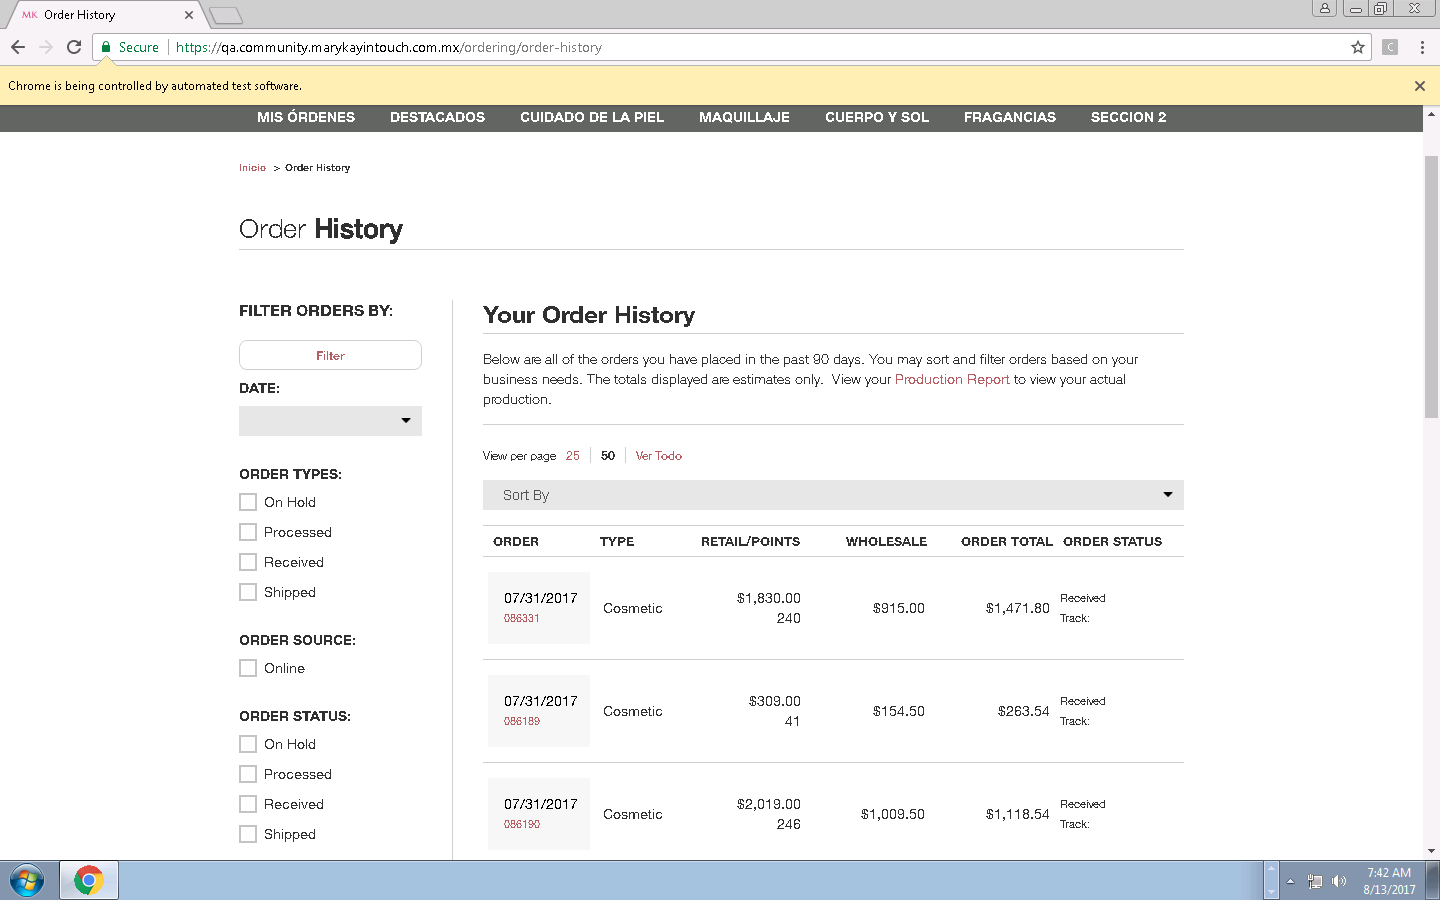 MK Order History
Secure https://qa.community.marykayintouch.com.mx/ordering/order-history
C
Chrome is being controlled by automated test software.
MIS ÓRDENES DESTACADOS CUIDADO DE LA PIEL MAQUILLAJE CUERPO Y SOL FRAGANCIAS SECCION 2
Inicio > Order History
Order History
FILTER ORDERS BY:
Filter
DATE:
ORDER TYPES:
On Hold
Processed
Received
Shipped
ORDER SOURCE:
Online
ORDER STATUS:
On Hold
Processed
Received
Shipped
Your Order History
Below are all of the orders you have placed in the past 90 days. You may sort and filter orders based on your
business needs. The totals displayed are estimates only. View your Production Report to view your actual
production.
View per page 25 50 Ver Todo
Sort By
ORDER TYPE RETAIL/POINTS WHOLESALE ORDER TOTAL ORDER STATUS
07/31/2017 Cosmetic $1,830.00 $915.00 $1,471.80 Received
086331 240 Track:
07/31/2017 Cosmetic $309.00 $154.50 $263.54 Received
086189 41 Track:
07/31/2017 Cosmetic $2,019.00 $1,009.50 $1,118.54 Received
086190 246 Track:
7:42 AM
8/13/2017